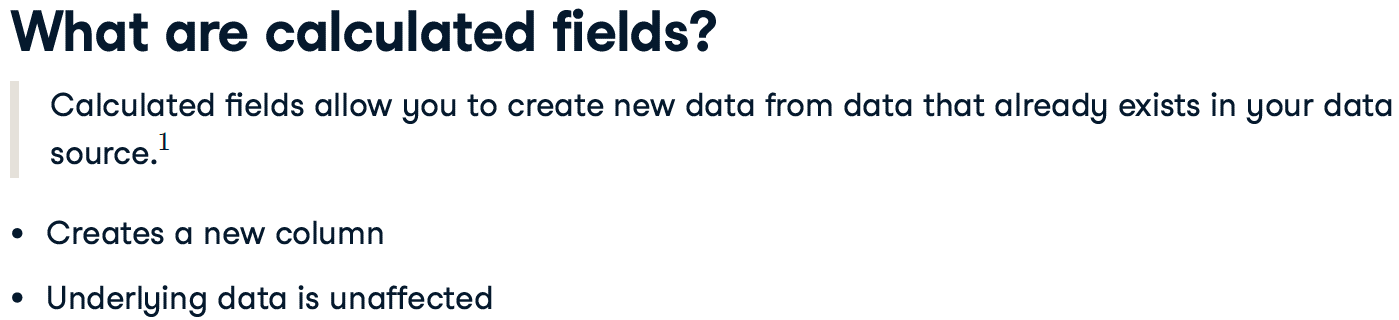 What are calculated fields?
Calculated fields allow you to create new data from data that already exists in your data
source.1
• Creates a new column
• Underlying data is unaffected